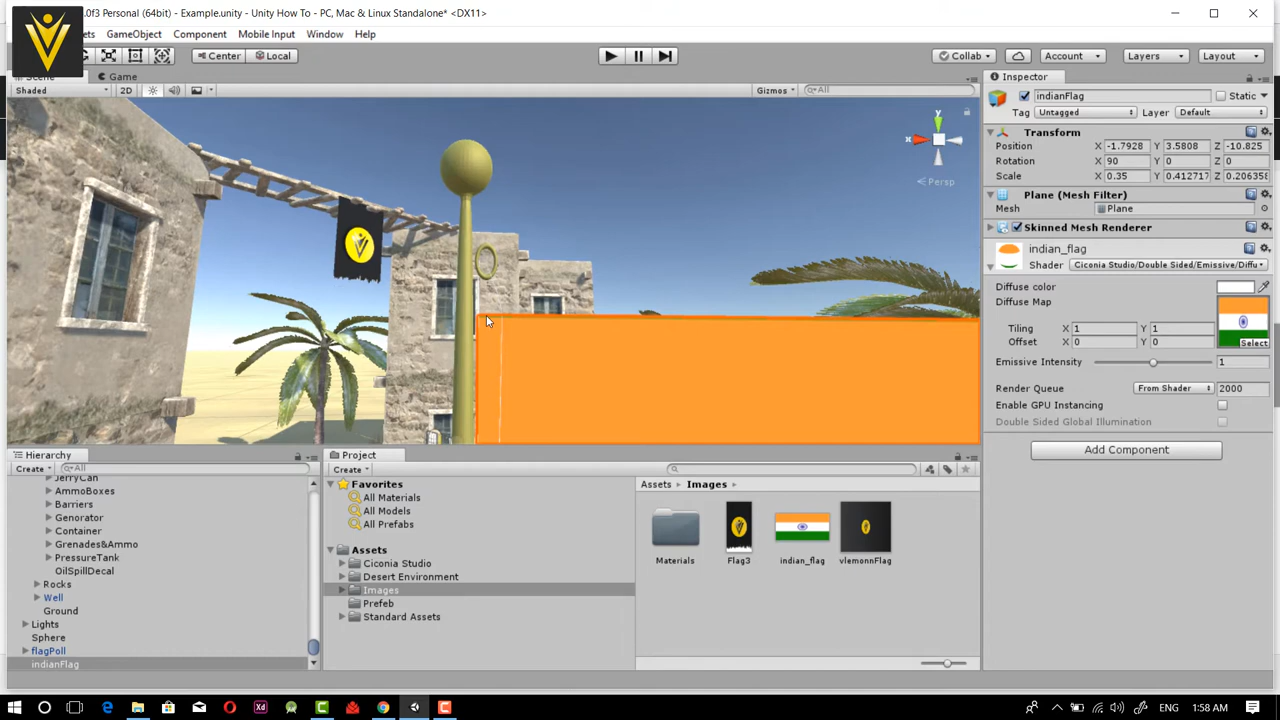 .0f3 Personal (64bit) - Example.unity - Unity How To - PC, Mac & Linux Standalone* <DX11>
ets GameObject Component Mobile Input Window Help
Center Local Collab Account Layers Layout
Scene Game
Shaded 2D Gizmos All
Persp
Inspector
indianFlag Static
Tag Untagged Layer Default
Transform
Position X -1.7928 Y 3.5808 Z -10.825
Rotation X 90 Y 0 Z 0
Scale X 0.35 Y 0.412717 Z 0.206358
Plane (Mesh Filter)
Mesh Plane
Skinned Mesh Renderer
indian_flag
Shader Ciconia Studio/Double Sided/Emissive/Diffu
Diffuse color
Diffuse Map
Tiling X 1 Y 1
Offset X 0 Y 0
Select
Emissive Intensity 1
Render Queue From Shader 2000
Enable GPU Instancing
Double Sided Global Illumination
Add Component
Hierarchy
Create All
JerryCan
AmmoBoxes
Barriers
Genorator
Container
Grenades&Ammo
PressureTank
OilSpillDecal
Rocks
Well
Ground
Lights
Sphere
flagPoll
indianFlag
Project
Create
Favorites
All Materials
All Models
All Prefabs
Assets
Ciconia Studio
Desert Environment
Images
Prefeb
Standard Assets
Assets Images
Materials Flag3 indian_flag vlemonnFlag
Xd ENG 1:58 AM